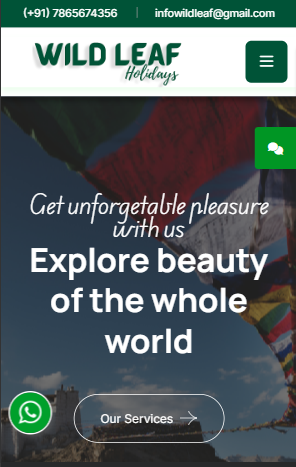 (+91) 7865674356 | infowildleaf@gmail.com
WILD LEAF
Holidays
Get unforgetable pleasure
with us
Explore beauty
of the whole
world
Our Services